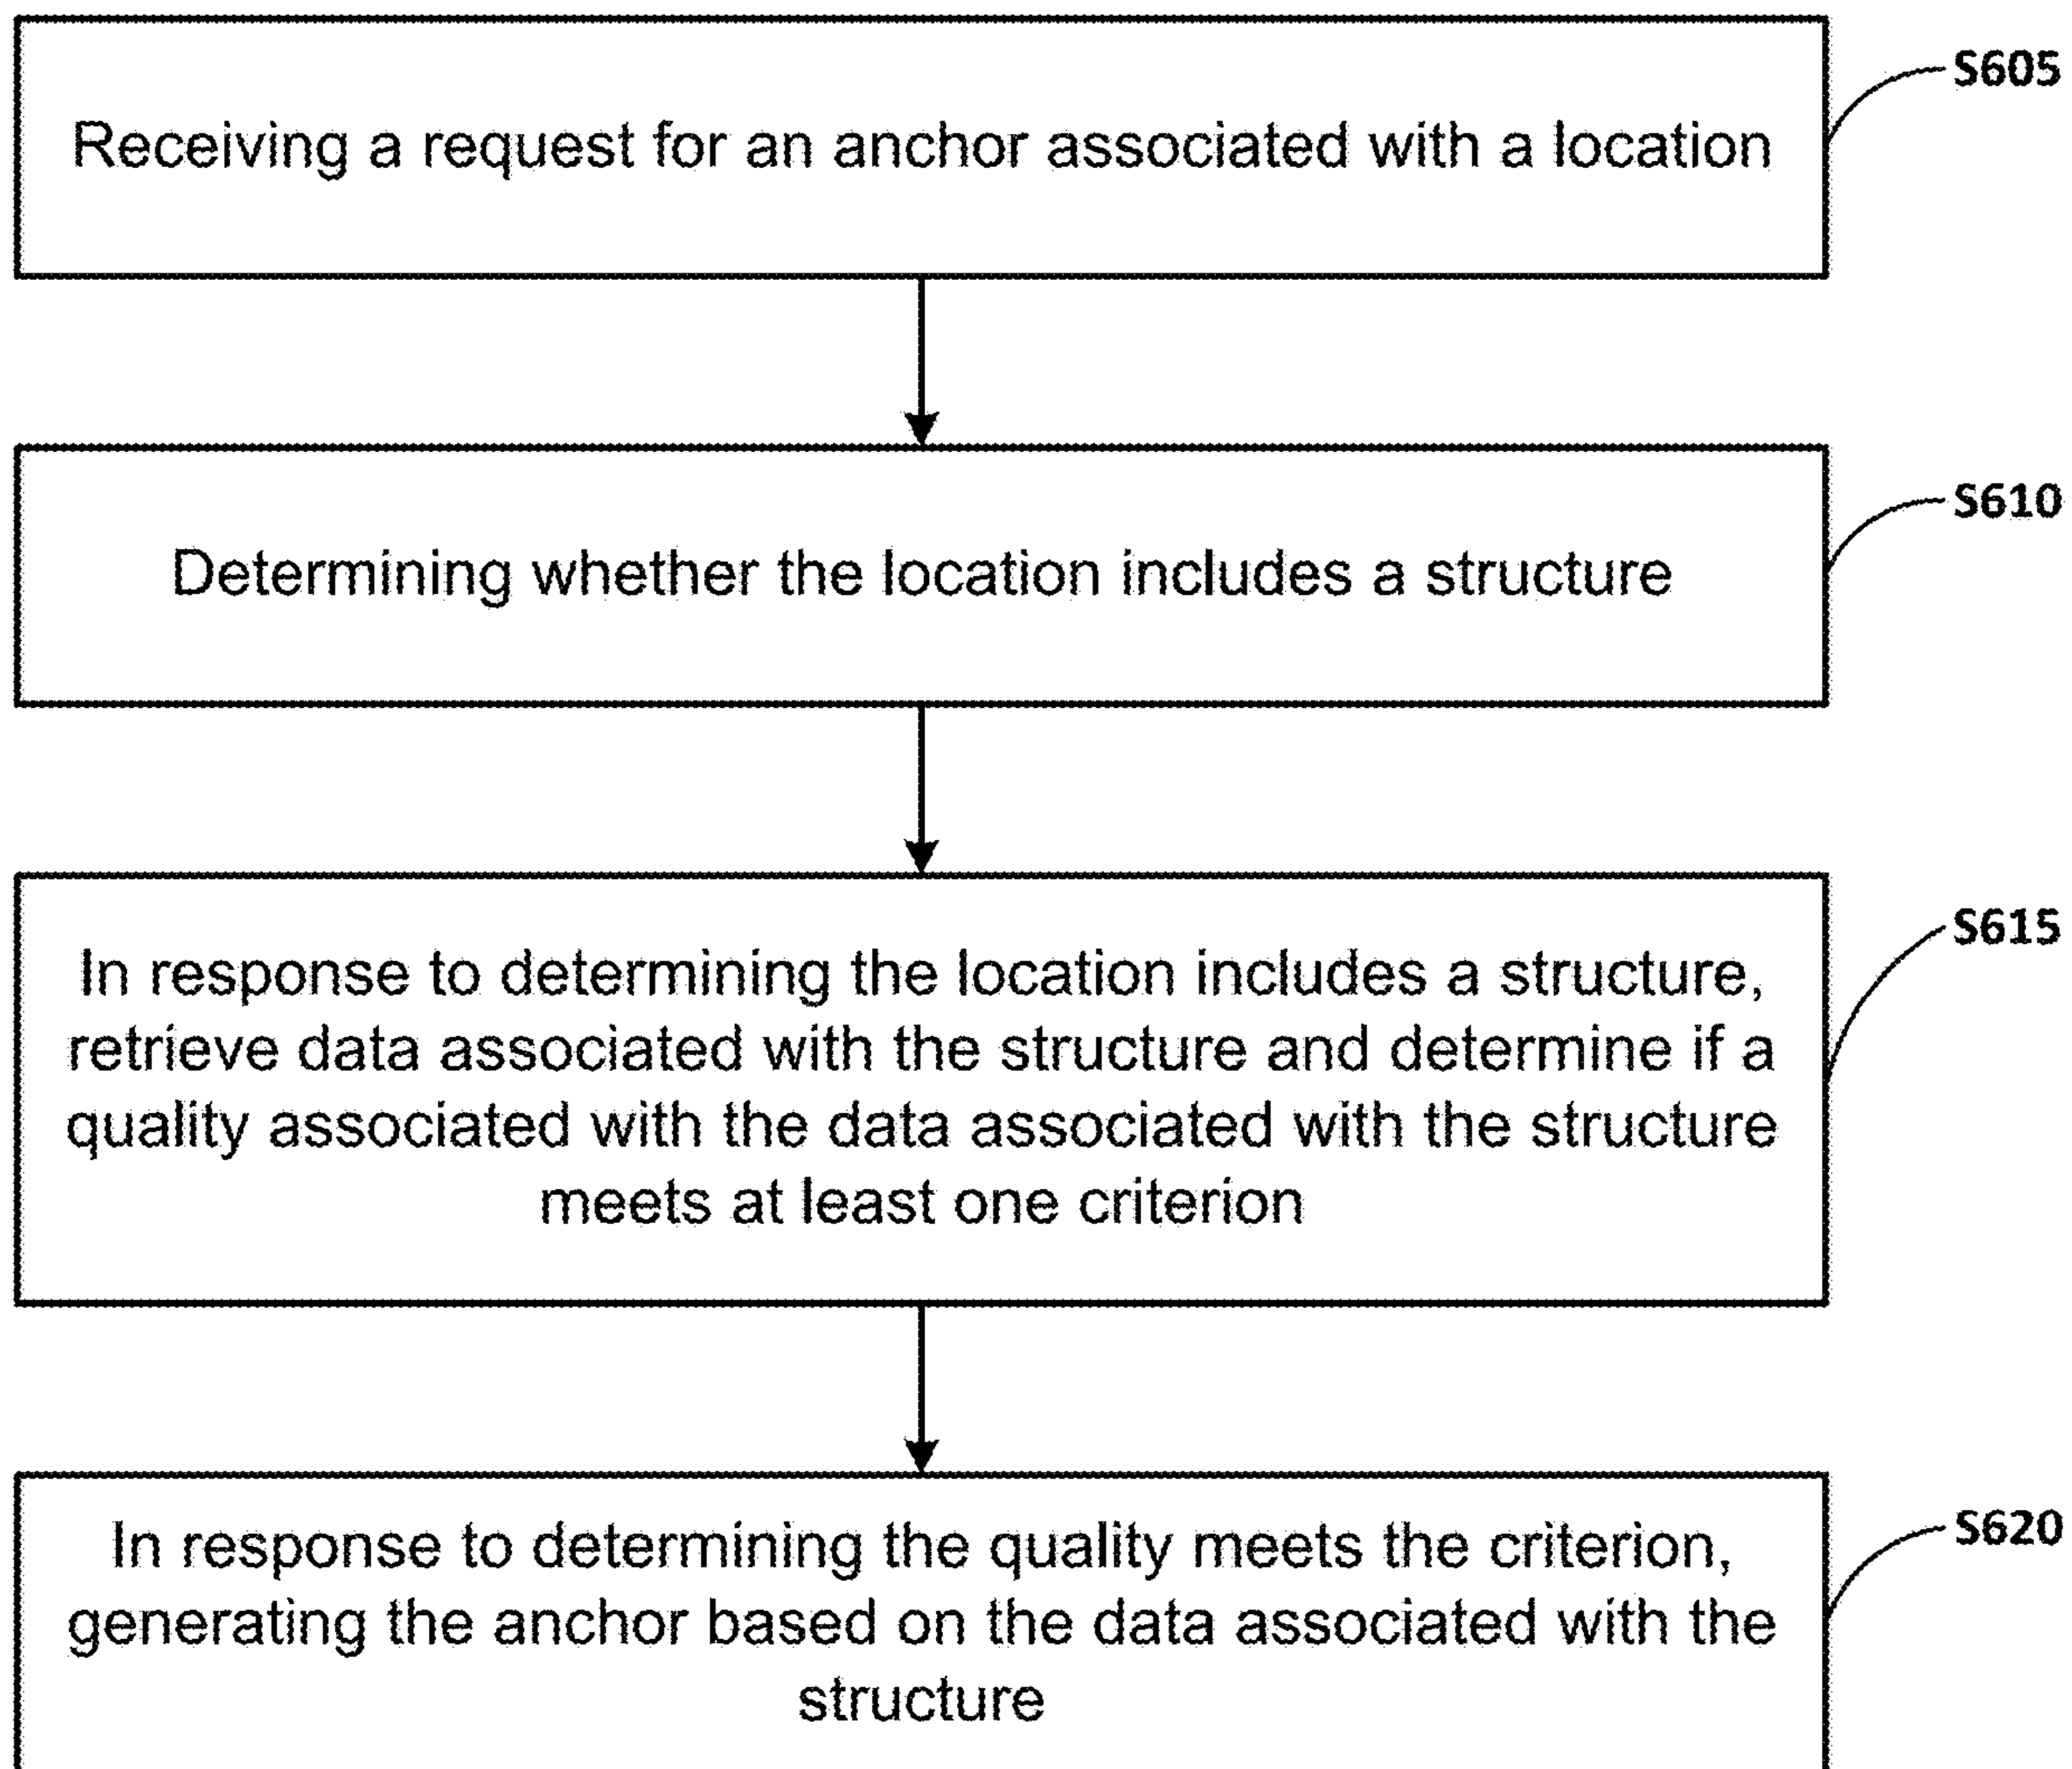 Receiving a request for an anchor associated with a location
S605
Determining whether the location includes a structure
S610
In response to determining the location includes a structure,
retrieve data associated with the structure and determine if a
quality associated with the data associated with the structure
meets at least one criterion
S615
In response to determining the quality meets the criterion,
generating the anchor based on the data associated with the
structure
S620